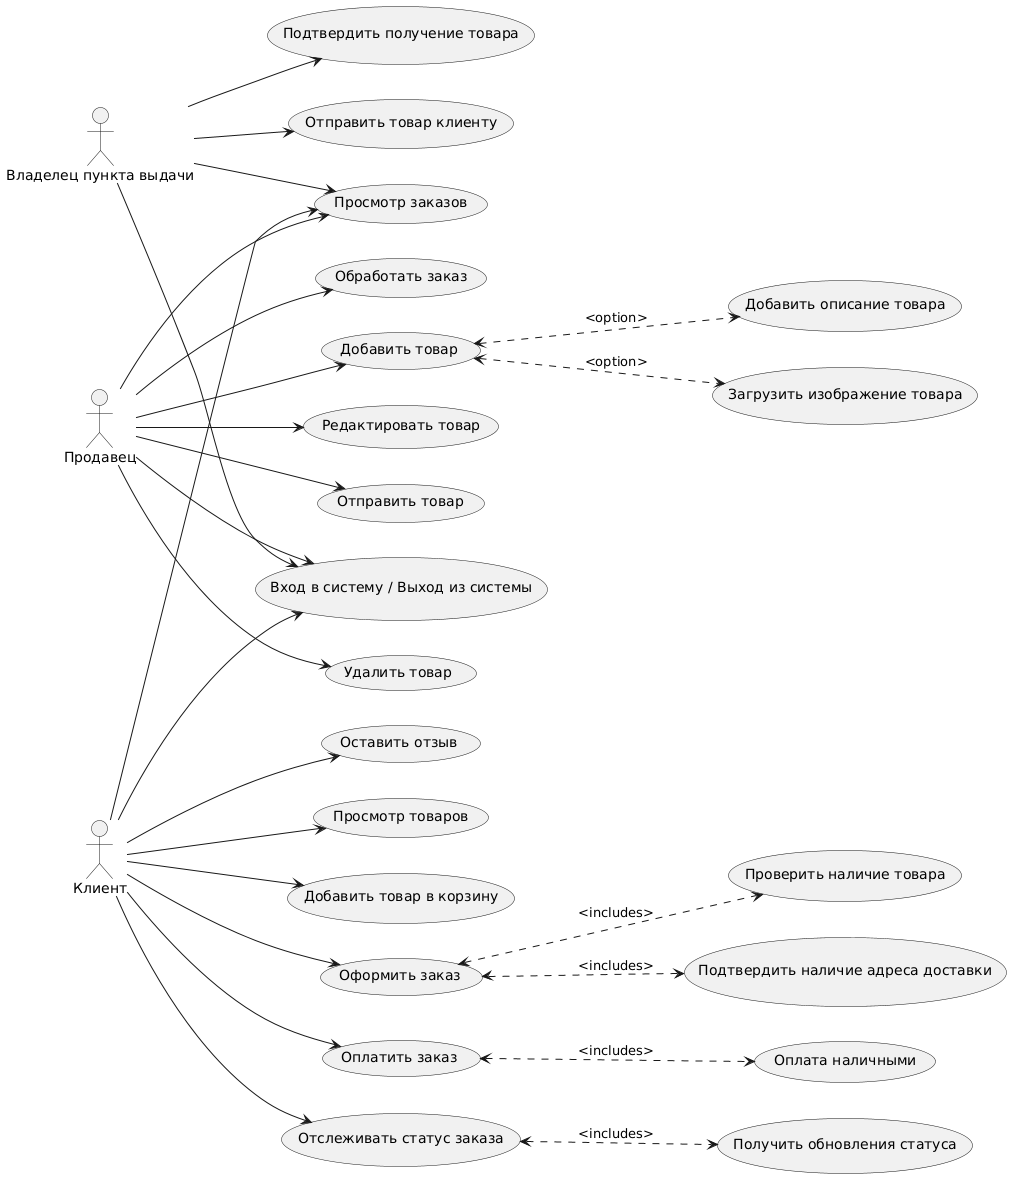 Подтвердить получение товара
Отправить товар клиенту
Владелец пункта выдачи
Просмотр заказов
Обработать заказ
Добавить описание товара
<option>
Добавить товар
<option>
Загрузить изображение товара
Редактировать товар
Продавец
Отправить товар
Вход в систему / Выход из системы
Удалить товар
Оставить отзыв
Просмотр товаров
Проверить наличие товара
Клиент
Добавить товар в корзину
<includes>
Оформить заказ
<includes>
Подтвердить наличие адреса доставки
Оплатить заказ
<includes>
Оплата наличными
Отслеживать статус заказа
<includes>
Получить обновления статуса